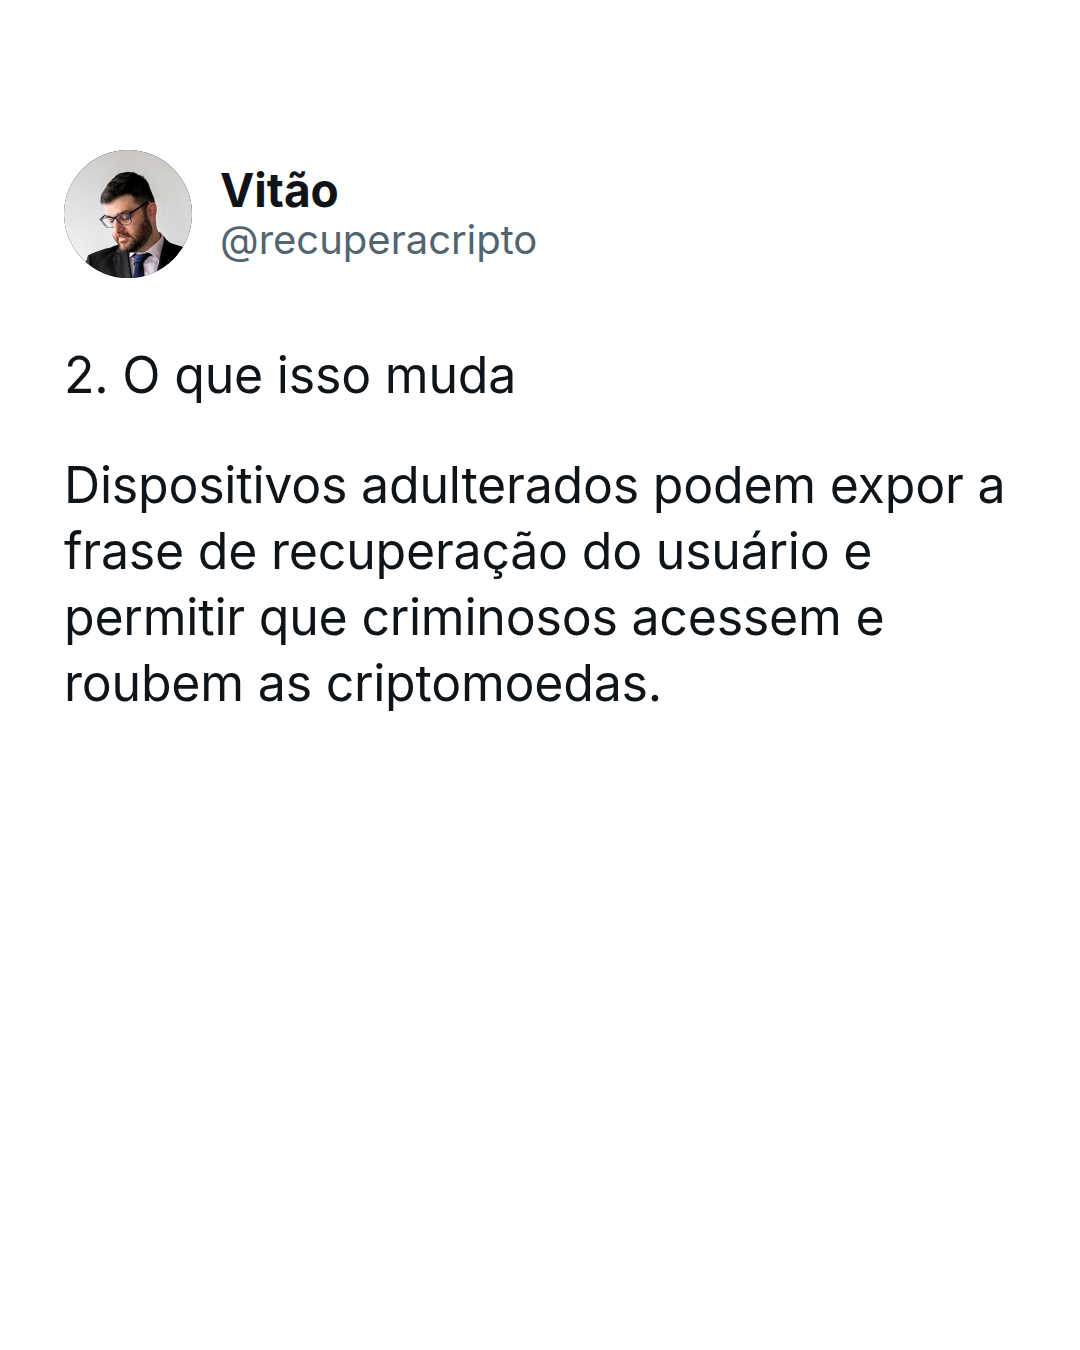 Vitão
@recuperacripto
2. O que isso muda
Dispositivos adulterados podem expor a
frase de recuperação do usuário e
permitir que criminosos acessem e
roubem as criptomoedas.